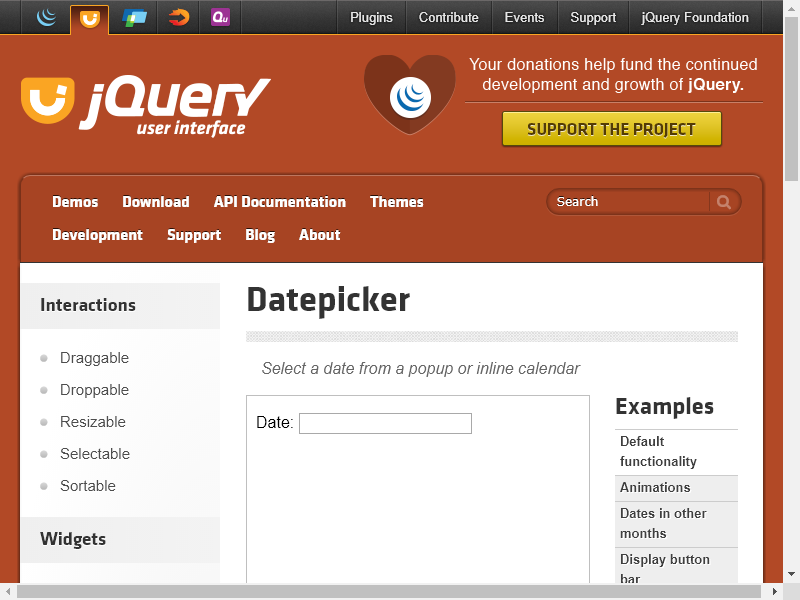 Plugins
Contribute
Events
Support
jQuery Foundation
Qu
jQuery
user interface
Your donations help fund the continued
development and growth of jQuery.
SUPPORT THE PROJECT
Demos
Download
API Documentation
Themes
Search
Development
Support
Blog
About
Interactions
Draggable
Droppable
Resizable
Selectable
Sortable
Widgets
Datepicker
Select a date from a popup or inline calendar
Date:
Examples
Default
functionality
Animations
Dates in other
months
Display button
bar